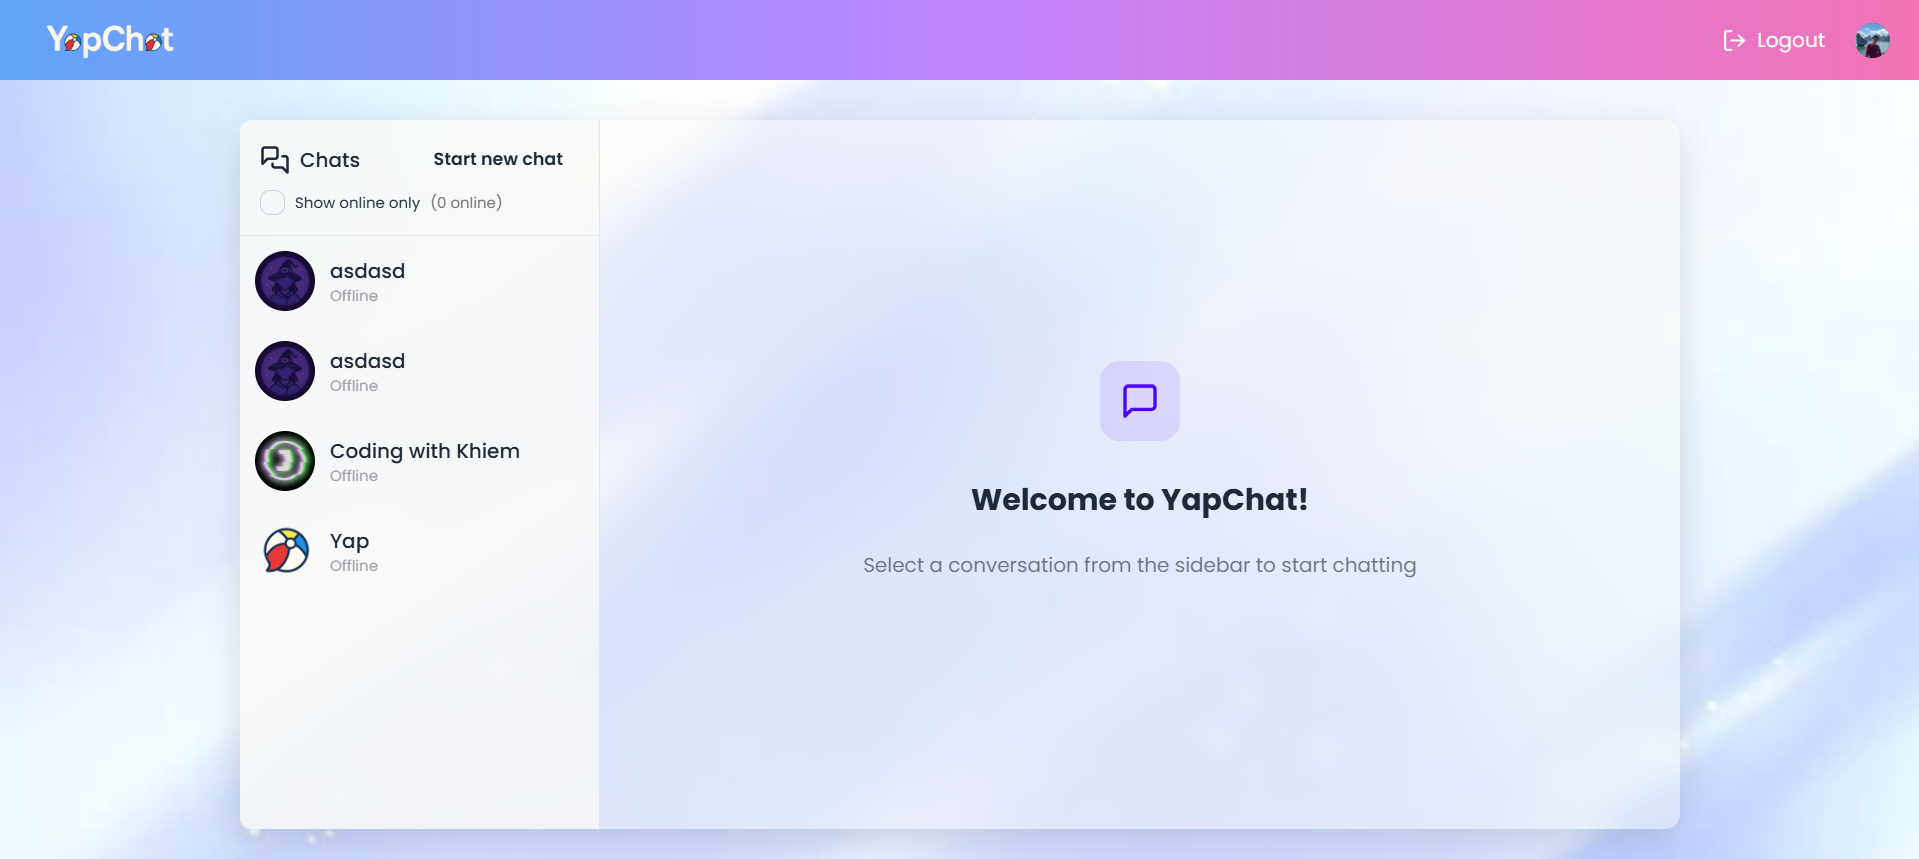 YapChat
Logout
Chats
Start new chat
Show online only (0 online)
asdasd
Offline
asdasd
Offline
Coding with Khiem
Offline
Yap
Offline
Welcome to YapChat!
Select a conversation from the sidebar to start chatting